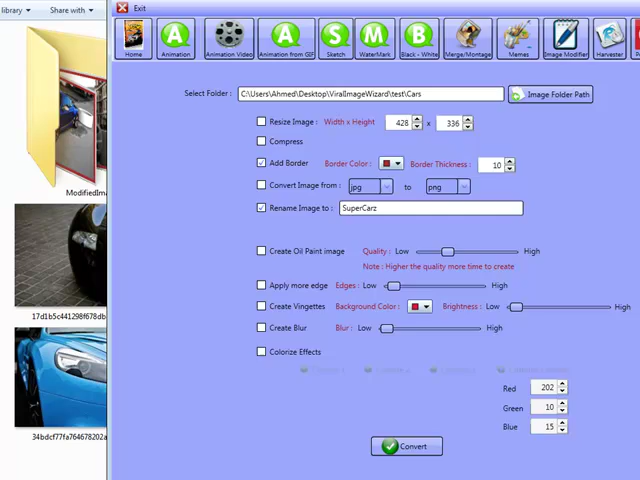 library
Share with
Exit
Home
Animation
Animation Video
Animation from GIF
Sketch
WaterMark
Black - White
Merge/Montage
Memes
Image Modifier
Harvester
Select Folder : C:\Users\Ahmed\Desktop\ViralImageWizard\test\Cars Image Folder Path
Resize Image : Width x Height 428 x 336
Compress
Add Border Border Color : Border Thickness : 10
Convert Image from : jpg to png
Rename Image to : SuperCarz
ModifiedIma
Create Oil Paint image Quality : Low High
Note : Higher the quality more time to create
Apply more edge Edges : Low High
Create Vingettes Background Color : Brightness : Low High
17d1b5c441298f678db
Create Blur Blur : Low High
Colorize Effects
Red 202
Green 10
Blue 15
34bdcf77fa764678202a
Convert